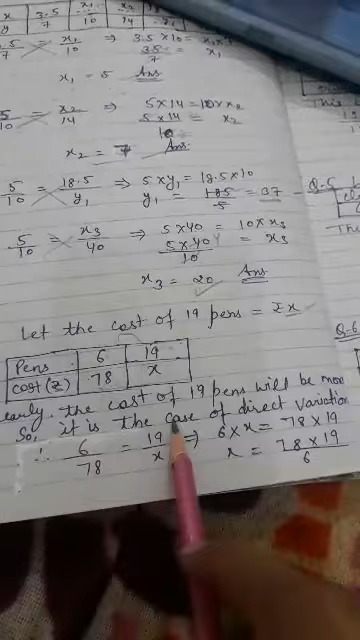 x 3.5 x₁ x₂
y 7 10 14
3.5/7 = x₁/10 ⇒ 3.5 × 10 =
3.5/7 = x₁
x₁ = 5 Ans
5/10 = x₂/14 ⇒ 5×14 = 10×x₂
5×14/10 = x₂
x₂ = 7 Ans
5/10 = 18.5/y₁ ⇒ 5×y₁ = 18.5×10
y₁ = 185/5 = 37
5/10 = x₃/40 ⇒ 5×40 = 10×x₃
5×40/10 = x₃
x₃ = 20 Ans
Let the cost of 19 pens = ₹x
Pens 6 19
cost(₹) 78 x
the cost of 19 pens will be more
So, it is the case of direct variation
∴ 6/78 = 19/x ⇒ 6×x = 78×19
x = 78×19/6
Q-5
Q-6